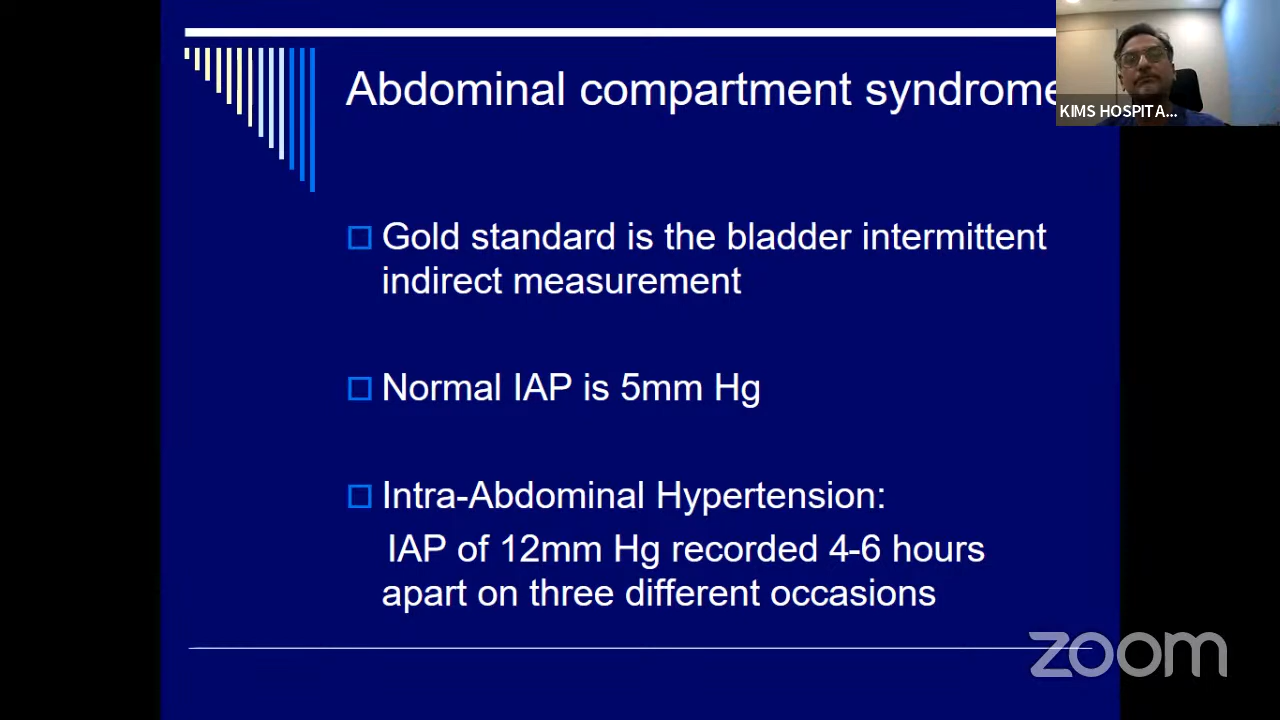 Abdominal compartment syndrome
KIMS HOSPITA...
Gold standard is the bladder intermittent
indirect measurement
Normal IAP is 5mm Hg
Intra-Abdominal Hypertension:
IAP of 12mm Hg recorded 4-6 hours
apart on three different occasions
zoom